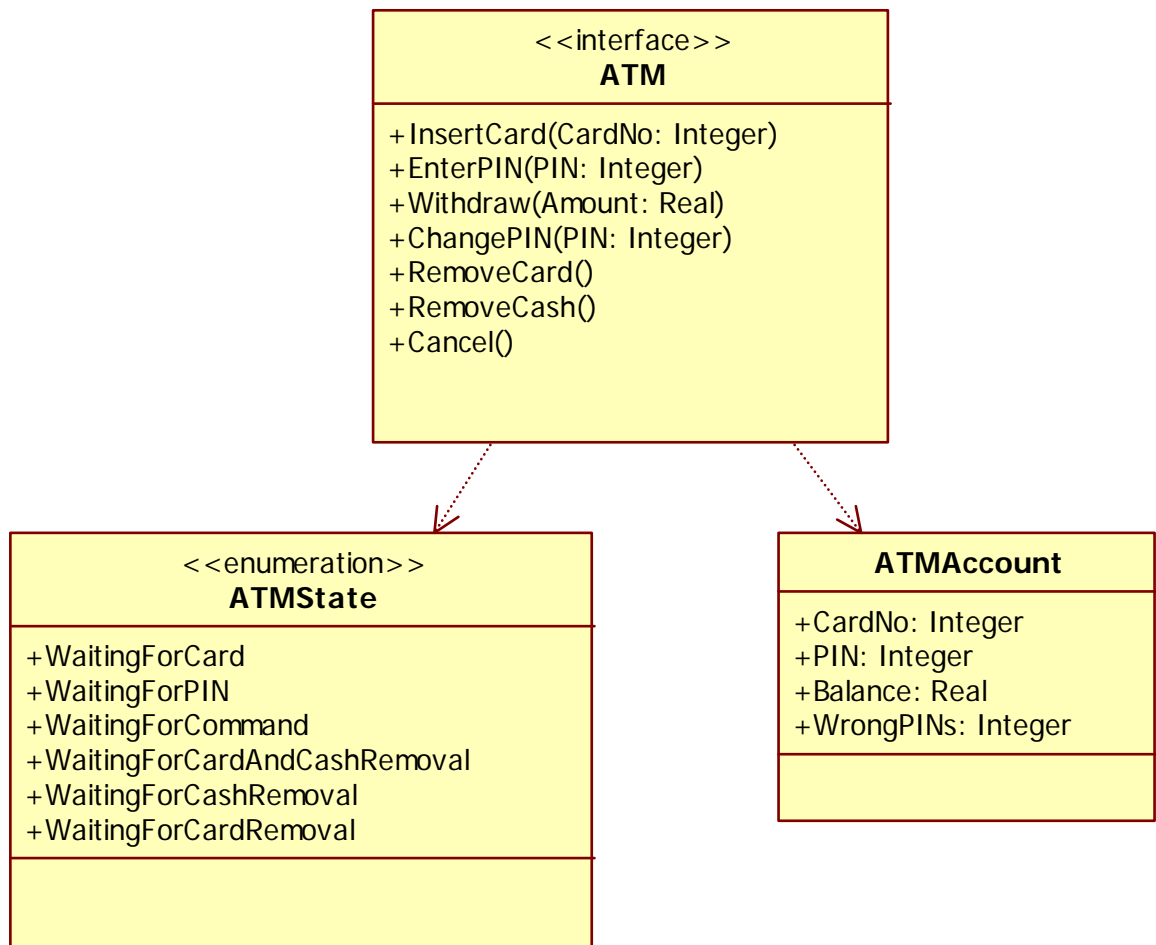 <<interface>>
ATM
+InsertCard(CardNo: Integer)
+EnterPIN(PIN: Integer)
+Withdraw(Amount: Real)
+ChangePIN(PIN: Integer)
+RemoveCard()
+RemoveCash()
+Cancel()
<<enumeration>>
ATMState
+WaitingForCard
+WaitingForPIN
+WaitingForCommand
+WaitingForCardAndCashRemoval
+WaitingForCashRemoval
+WaitingForCardRemoval
ATMAccount
+CardNo: Integer
+PIN: Integer
+Balance: Real
+WrongPINs: Integer